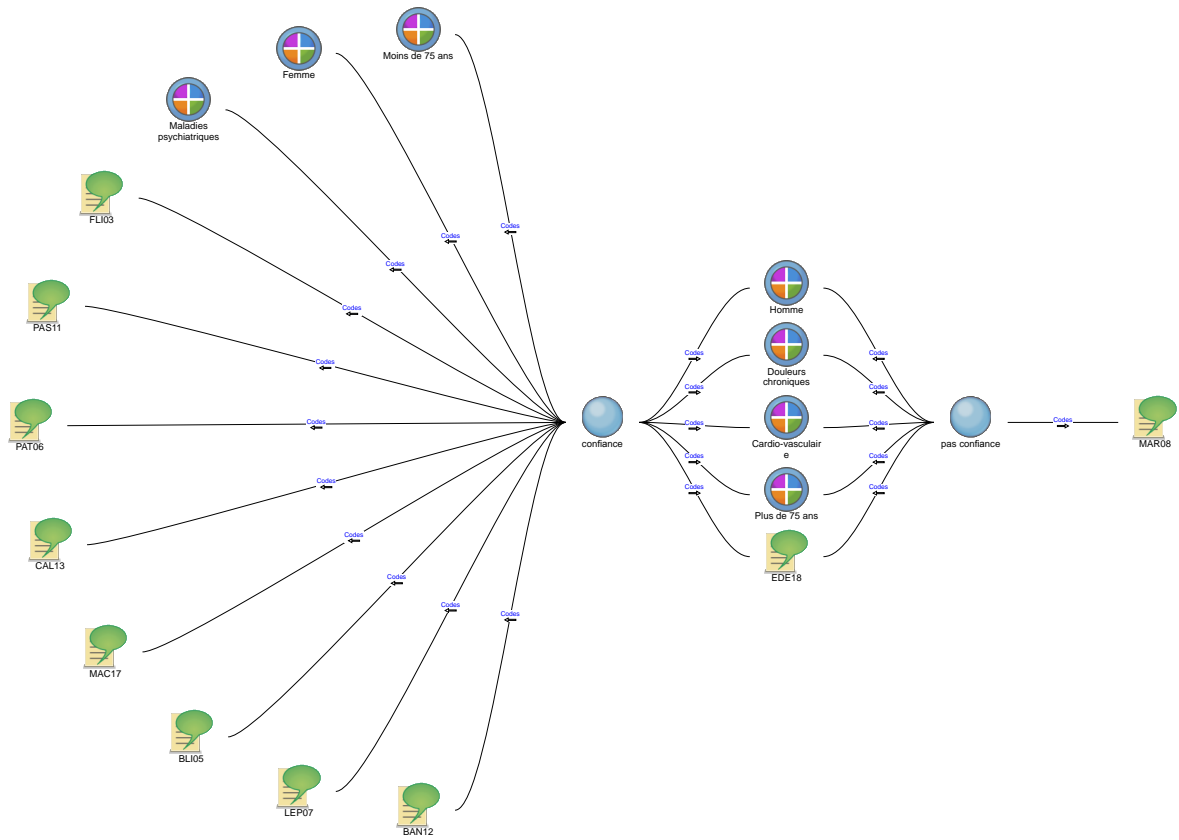 Moins de 75 ans
Femme
Maladies
psychiatriques
FLI03
Codes
Codes
Codes
Homme
PAS11
Codes
PAT06
Codes
CAL13
Codes
MAC17
Codes
BLI05
Codes
LEP07
Codes
BAN12
Codes
Codes
confiance
Codes
Codes
Codes
Codes
Codes
Douleurs
chroniques
Cardio-vasculair
e
Plus de 75 ans
EDE18
Codes
Codes
Codes
Codes
Codes
pas confiance
Codes
MAR08